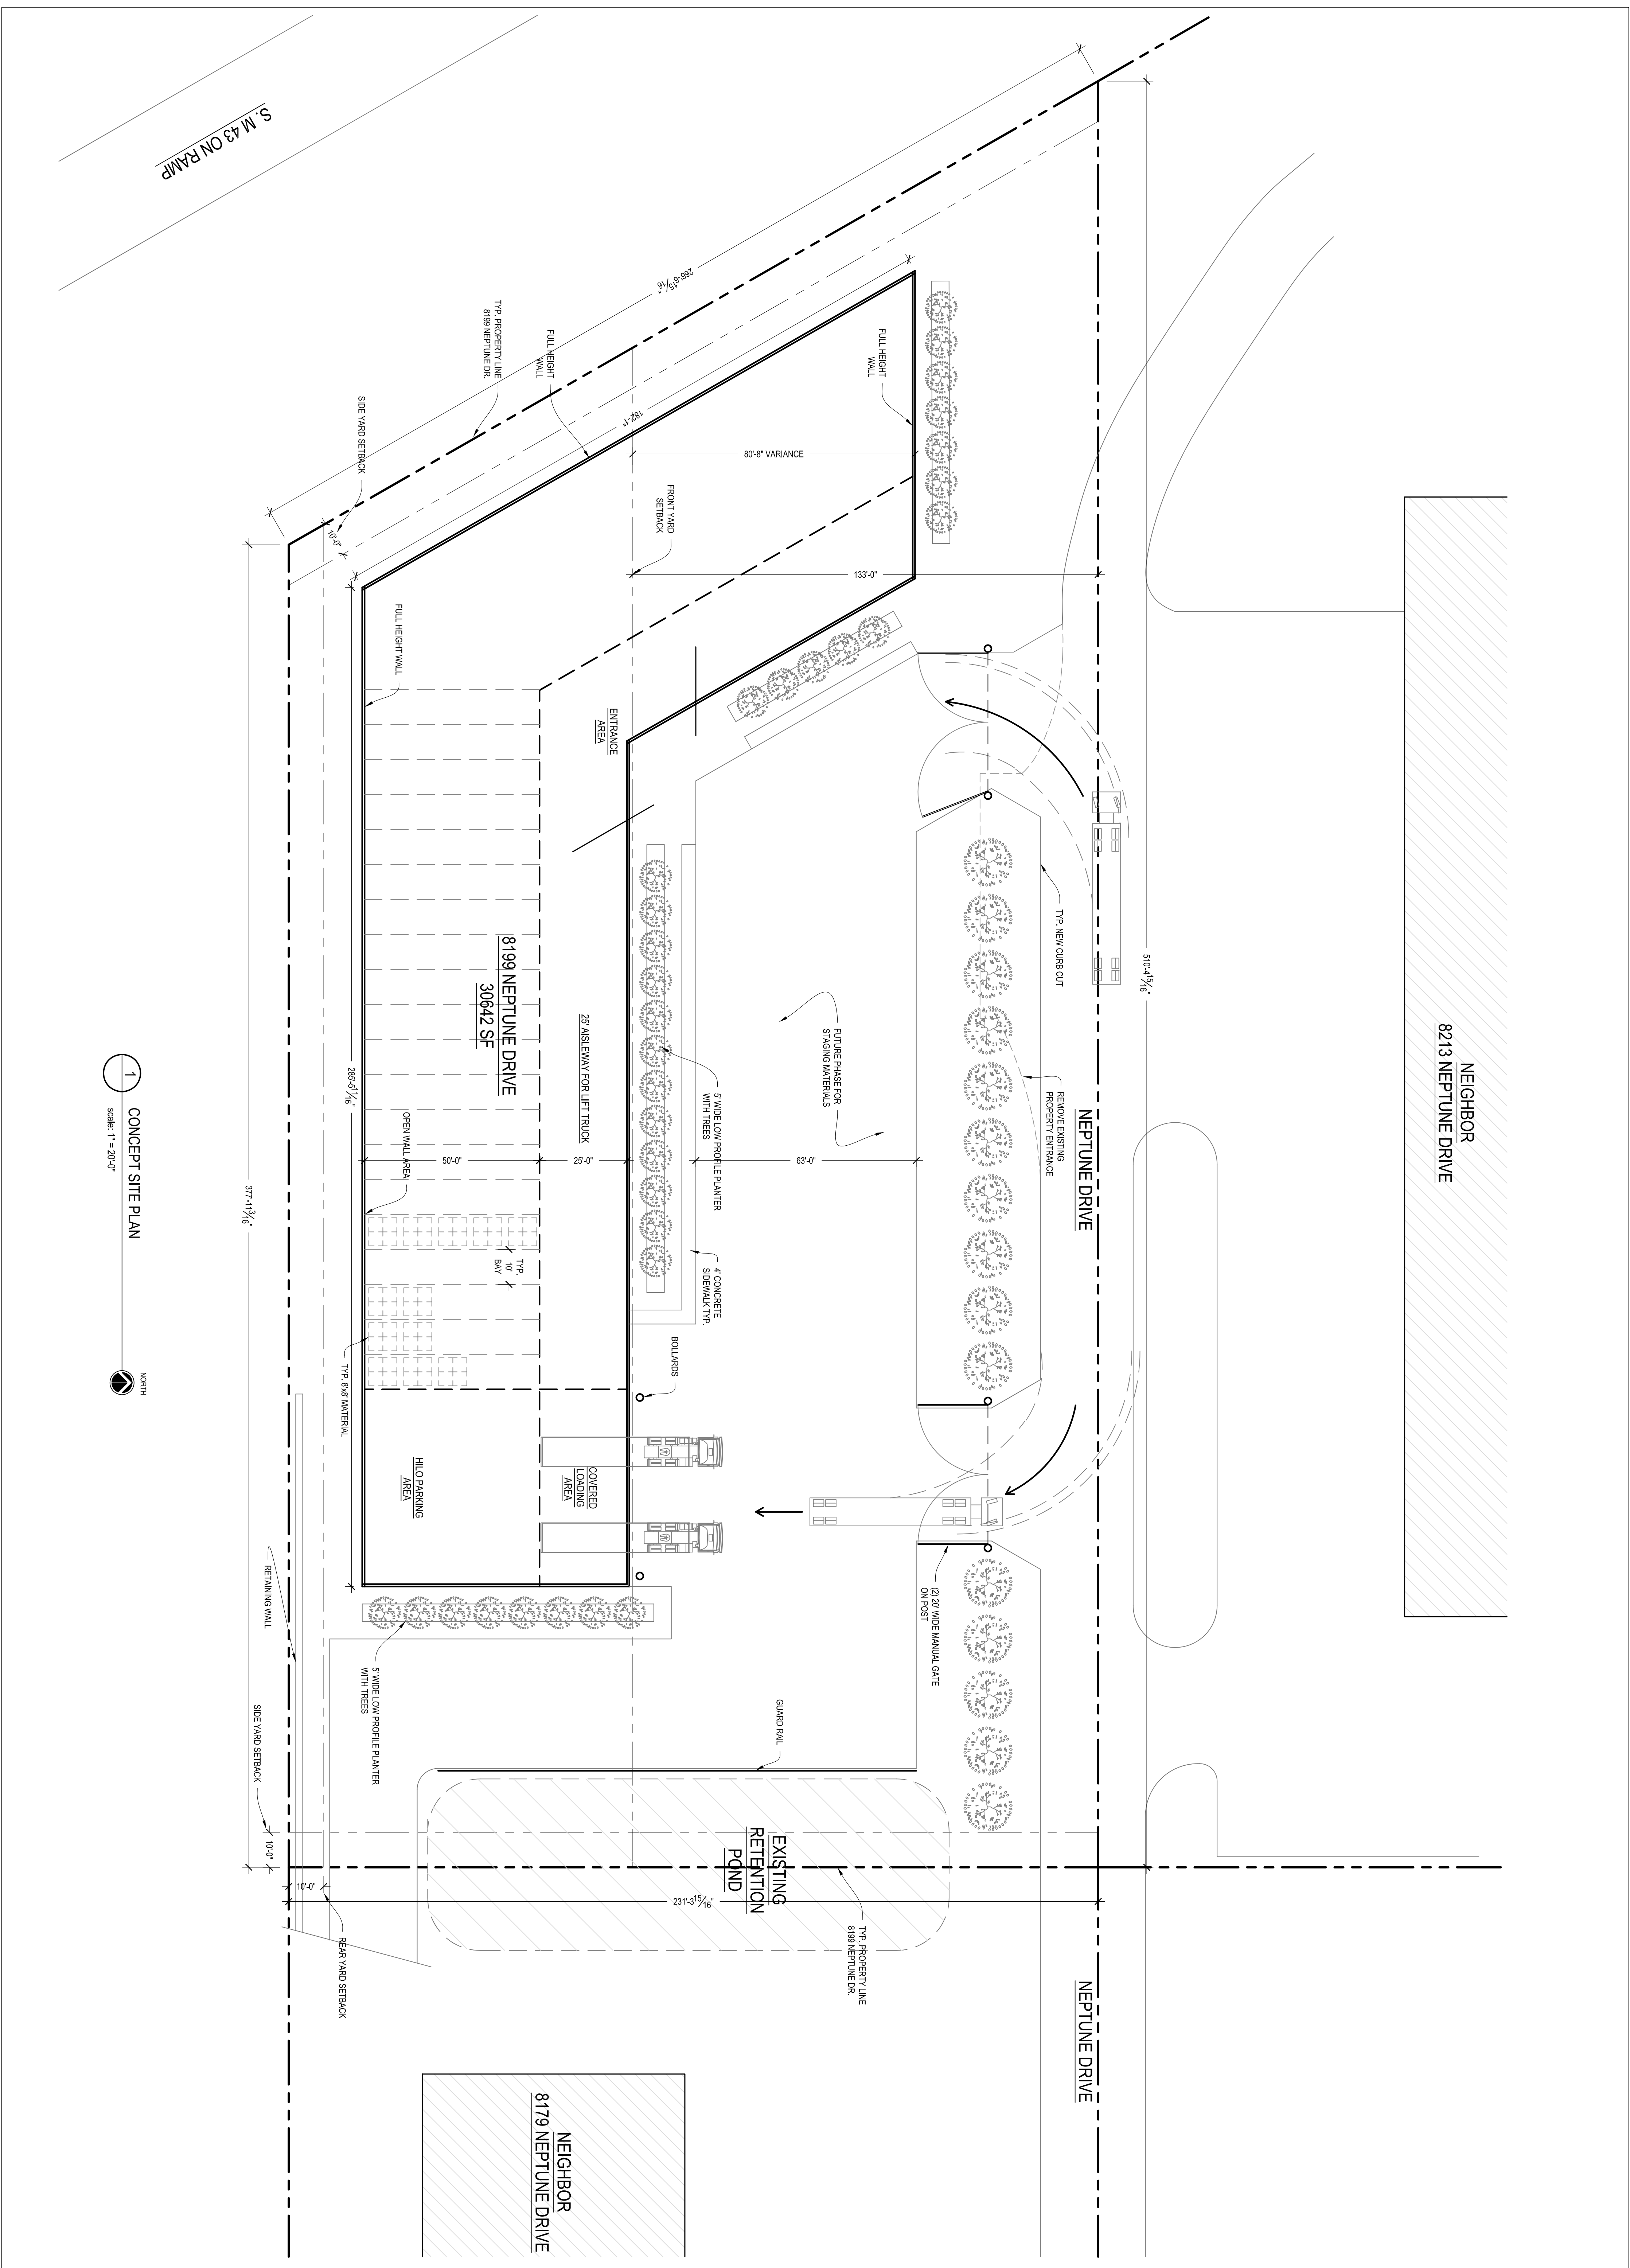 S. M 43 ON RAMP
NEIGHBOR
8213 NEPTUNE DRIVE
510'-4 15/16"
NEPTUNE DRIVE
NEPTUNE DRIVE
TYP. NEW CURB CUT
REMOVE EXISTING
PROPERTY ENTRANCE
(2) 20' WIDE MANUAL GATE
ON POST
266'-6 15/16"
182'-1"
TYP. PROPERTY LINE
8199 NEPTUNE DR.
FULL HEIGHT
WALL
FULL HEIGHT
WALL
SIDE YARD SETBACK
10'-0"
80'-8" VARIANCE
FRONT YARD
SETBACK
133'-0"
FULL HEIGHT WALL
ENTRANCE
AREA
FUTURE PHASE FOR
STAGING MATERIALS
8199 NEPTUNE DRIVE
30642 SF
25' AISLEWAY FOR LIFT TRUCK
5' WIDE LOW PROFILE PLANTER
WITH TREES
4' CONCRETE
SIDEWALK TYP.
63'-0"
25'-0"
50'-0"
285'-5 11/16"
OPEN WALL AREA
TYP.
10'
BAY
BOLLARDS
TYP. 8'x8' MATERIAL
HILO PARKING
AREA
COVERED
LOADING
AREA
377'-11 3/16"
RETAINING WALL
5' WIDE LOW PROFILE PLANTER
WITH TREES
GUARD RAIL
SIDE YARD SETBACK
10'-0"
10'-0"
REAR YARD SETBACK
231'-3 15/16"
EXISTING
RETENTION
POND
TYP. PROPERTY LINE
8199 NEPTUNE DR.
NEIGHBOR
8179 NEPTUNE DRIVE
1
CONCEPT SITE PLAN
scale: 1" = 20'-0"
NORTH